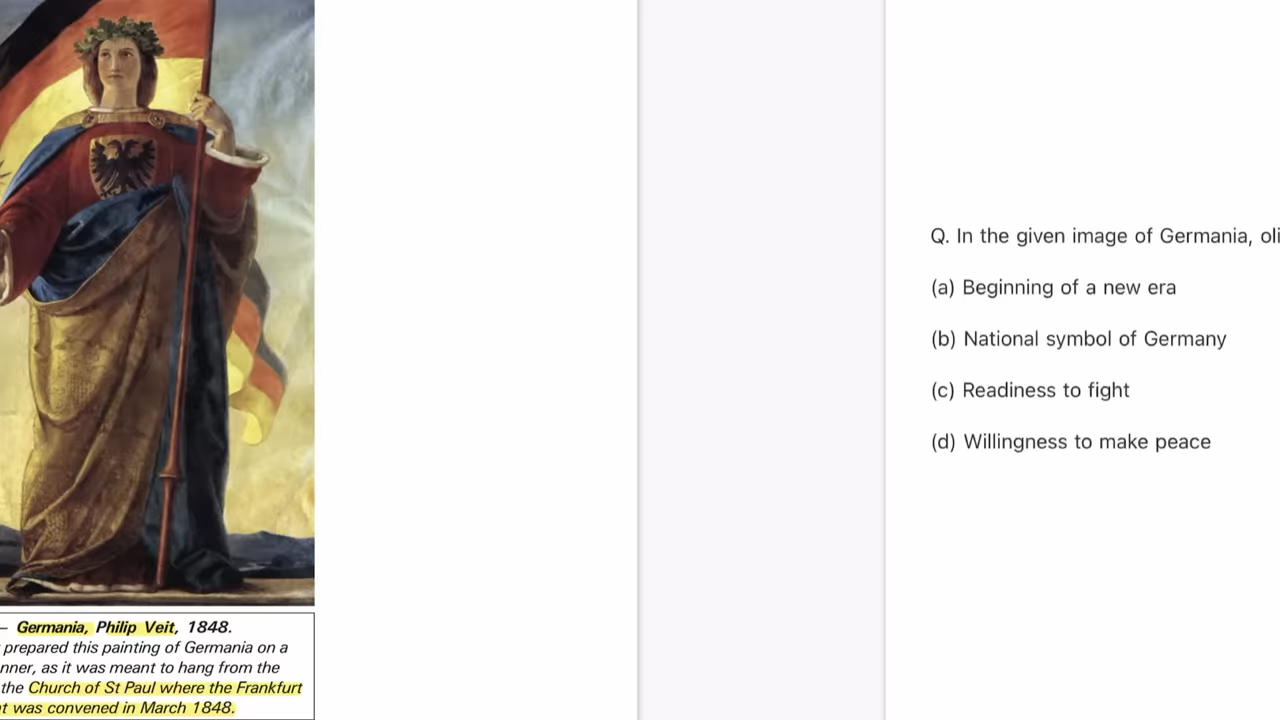 – Germania, Philip Veit, 1848.
prepared this painting of Germania on a
nner, as it was meant to hang from the
the Church of St Paul where the Frankfurt
t was convened in March 1848.
Q. In the given image of Germania, oli
(a) Beginning of a new era
(b) National symbol of Germany
(c) Readiness to fight
(d) Willingness to make peace